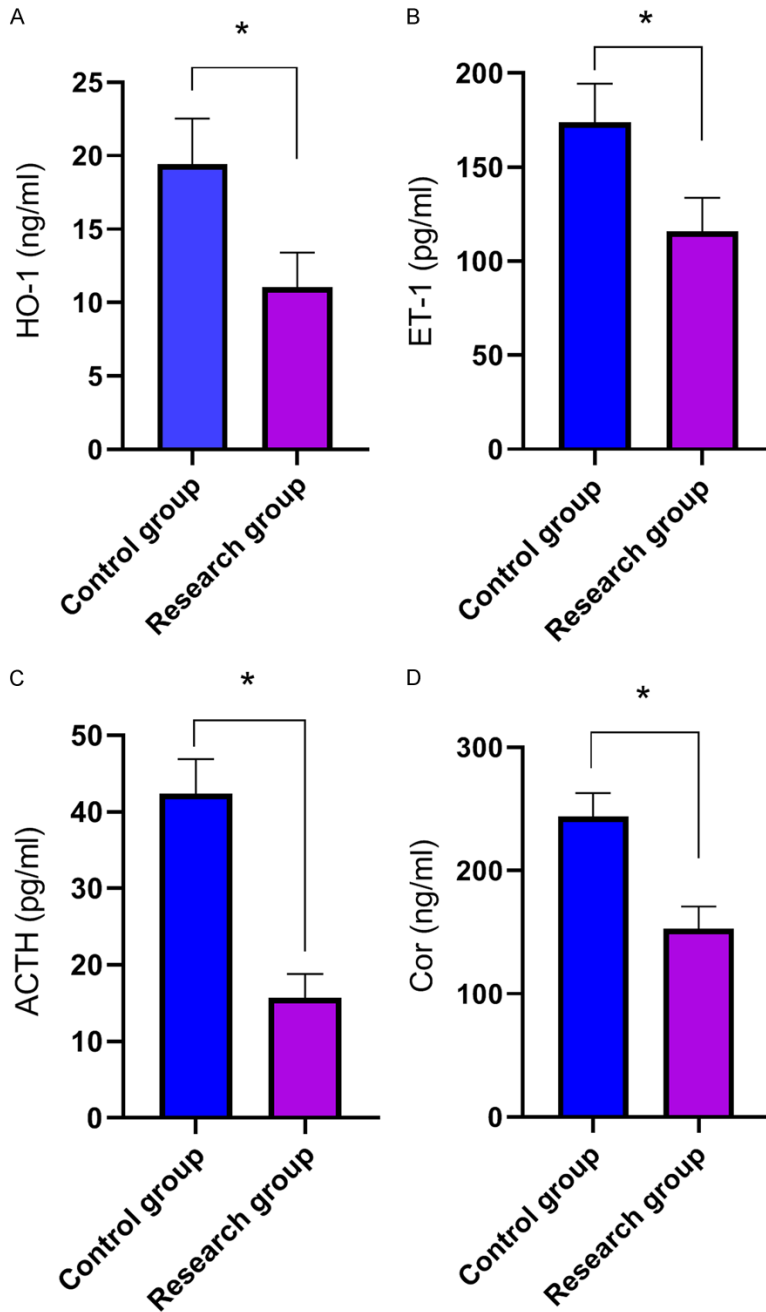 A
*
HO-1 (ng/ml)
25
20
15
10
5
0
Control group
Research group
B
*
ET-1 (pg/ml)
200
150
100
50
0
Control group
Research group
C
*
ACTH (pg/ml)
50
40
30
20
10
0
Control group
Research group
D
*
Cor (ng/ml)
300
200
100
0
Control group
Research group